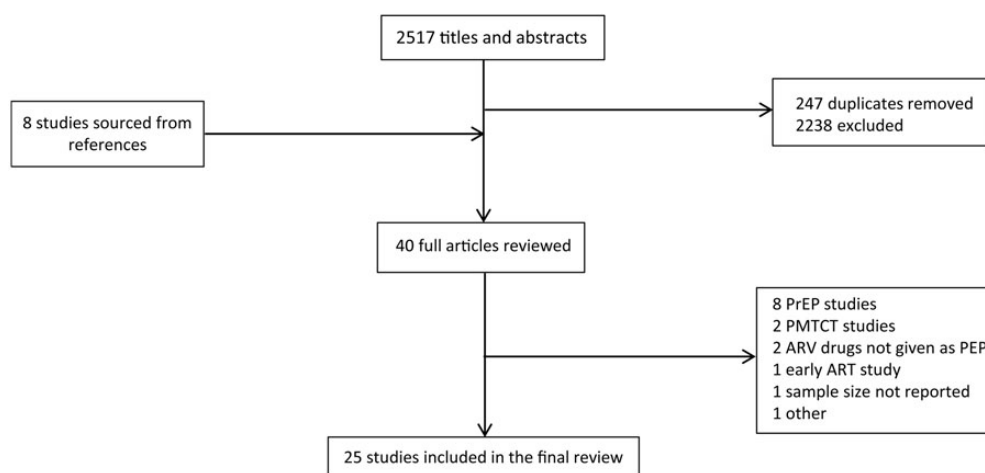 2517 titles and abstracts
247 duplicates removed
2238 excluded
8 studies sourced from
references
40 full articles reviewed
8 PrEP studies
2 PMTCT studies
2 ARV drugs not given as PEP
1 early ART study
1 sample size not reported
1 other
25 studies included in the final review